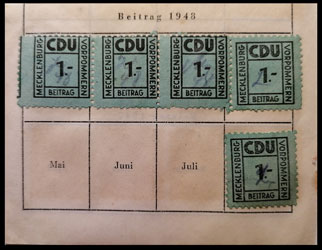 Beitrag 1948
CDU CDU CDU CDU
MECKLENBURG 1.- VORPOMMERN MECKLENBURG 1.- VORPOMMERN MECKLENBURG 1.- VORPOMMERN MECKLENBURG 1.- VORPOMMERN
BEITRAG BEITRAG BEITRAG BEITRAG
Mai Juni Juli
CDU
MECKLENBURG 1.- VORPOMMERN
BEITRAG